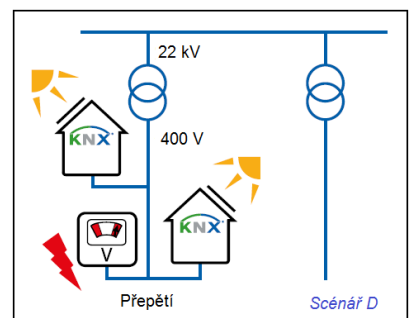 22 kV
KNX
400 V
KNX
V
Přepětí
Scénář D